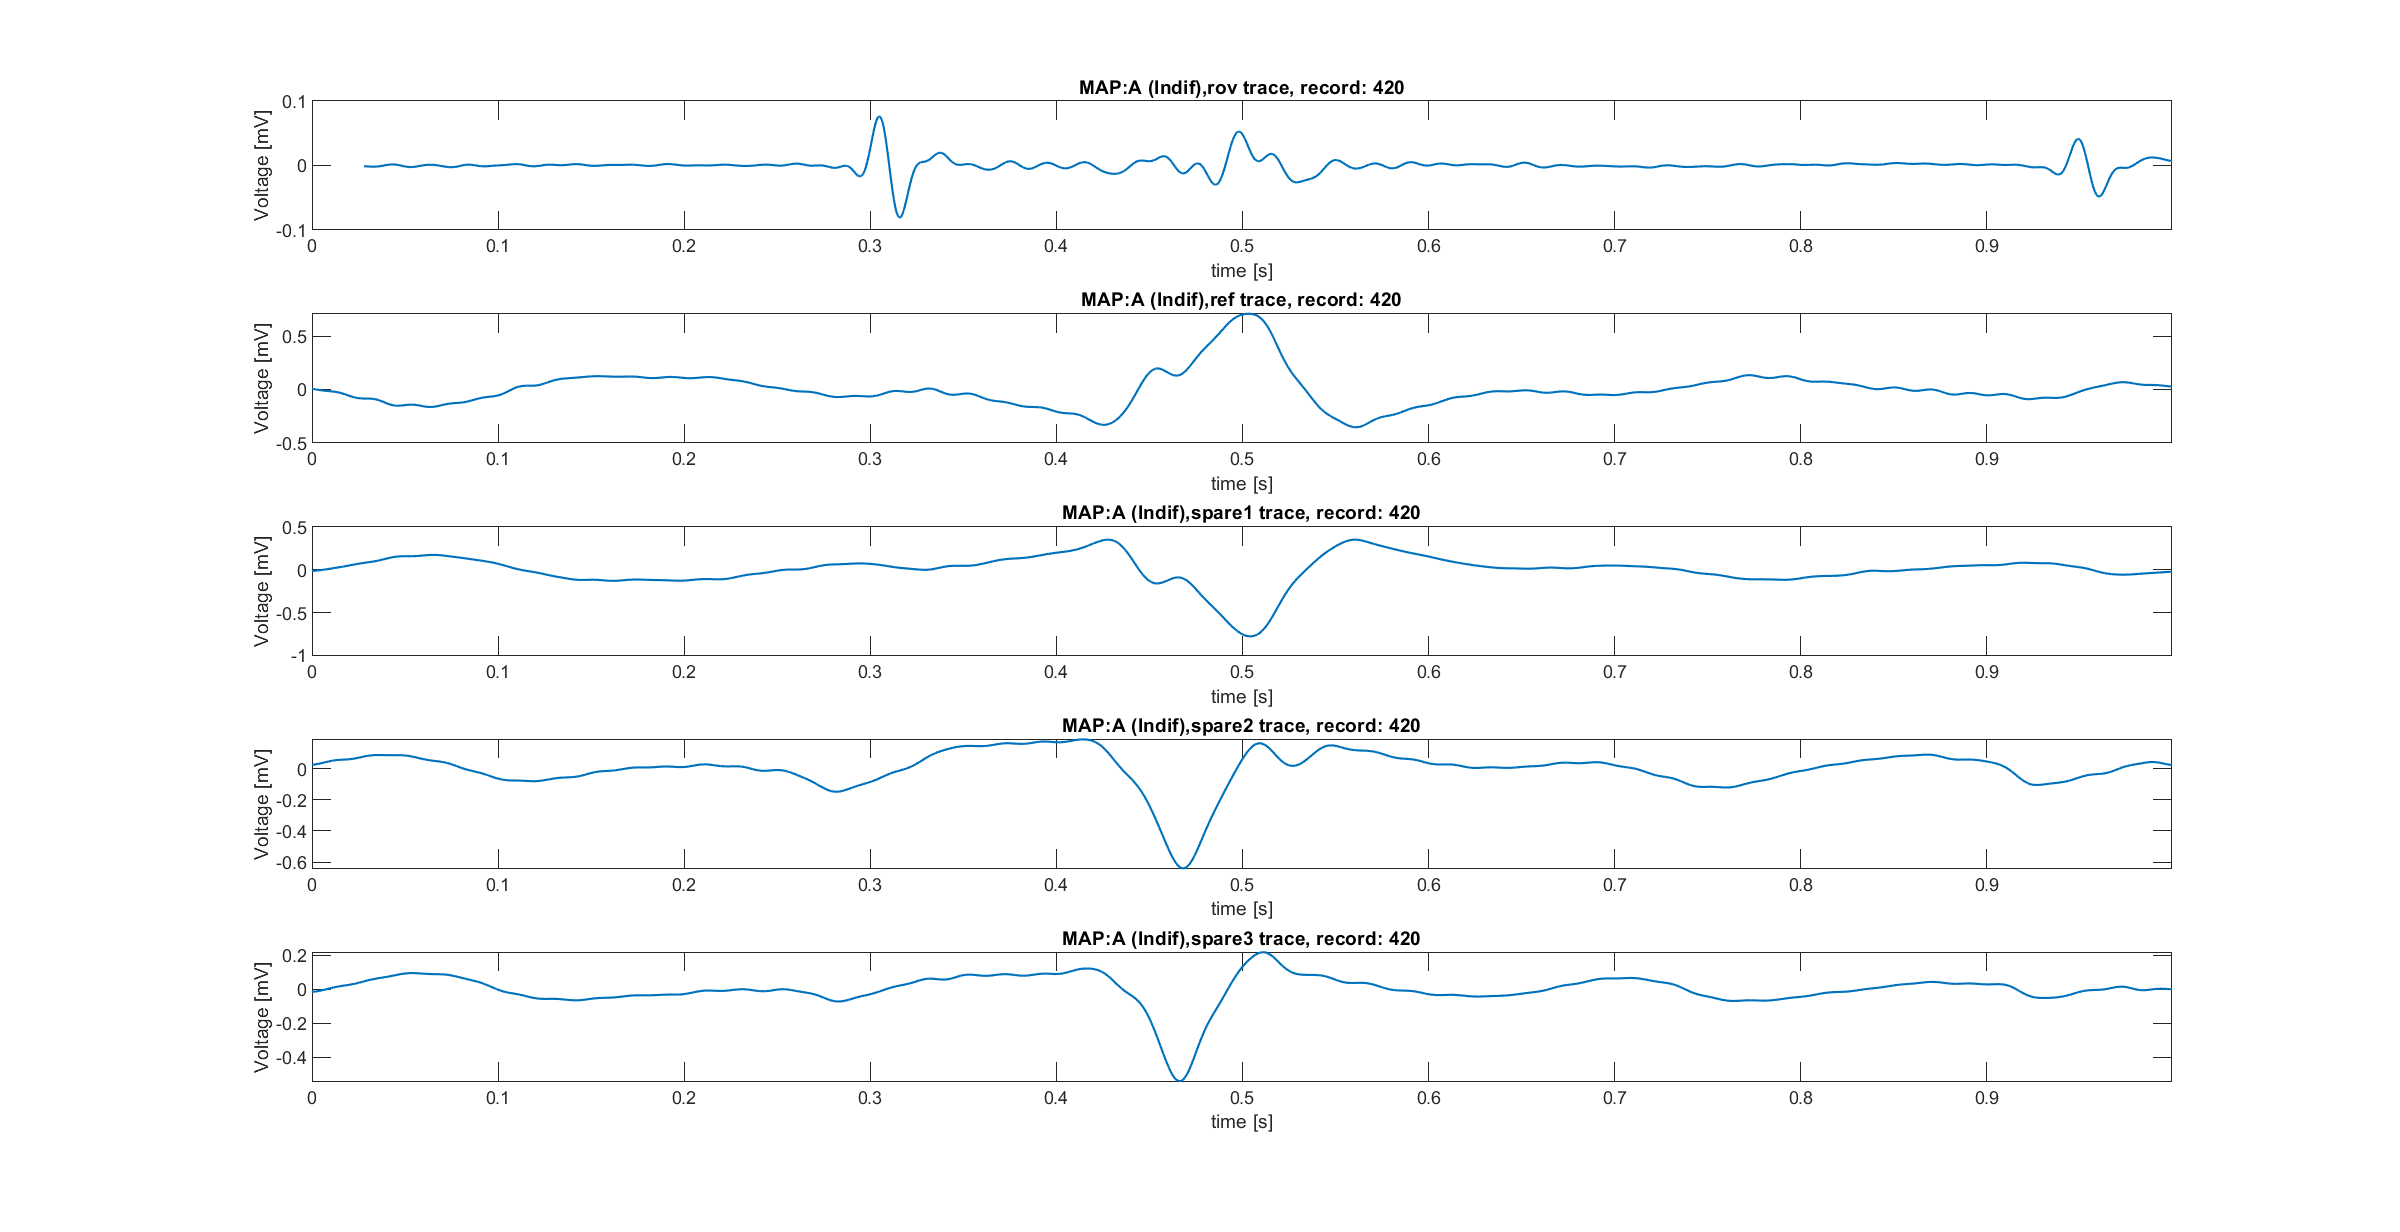 MAP:A (Indif),rov trace, record: 420
Voltage [mV]
0.1
0
-0.1
0 0.1 0.2 0.3 0.4 0.5 0.6 0.7 0.8 0.9
time [s]
MAP:A (Indif),ref trace, record: 420
Voltage [mV]
0.5
0
-0.5
0 0.1 0.2 0.3 0.4 0.5 0.6 0.7 0.8 0.9
time [s]
MAP:A (Indif),spare1 trace, record: 420
Voltage [mV]
0.5
0
-0.5
-1
0 0.1 0.2 0.3 0.4 0.5 0.6 0.7 0.8 0.9
time [s]
MAP:A (Indif),spare2 trace, record: 420
Voltage [mV]
0
-0.2
-0.4
-0.6
0 0.1 0.2 0.3 0.4 0.5 0.6 0.7 0.8 0.9
time [s]
MAP:A (Indif),spare3 trace, record: 420
Voltage [mV]
0.2
0
-0.2
-0.4
0 0.1 0.2 0.3 0.4 0.5 0.6 0.7 0.8 0.9
time [s]